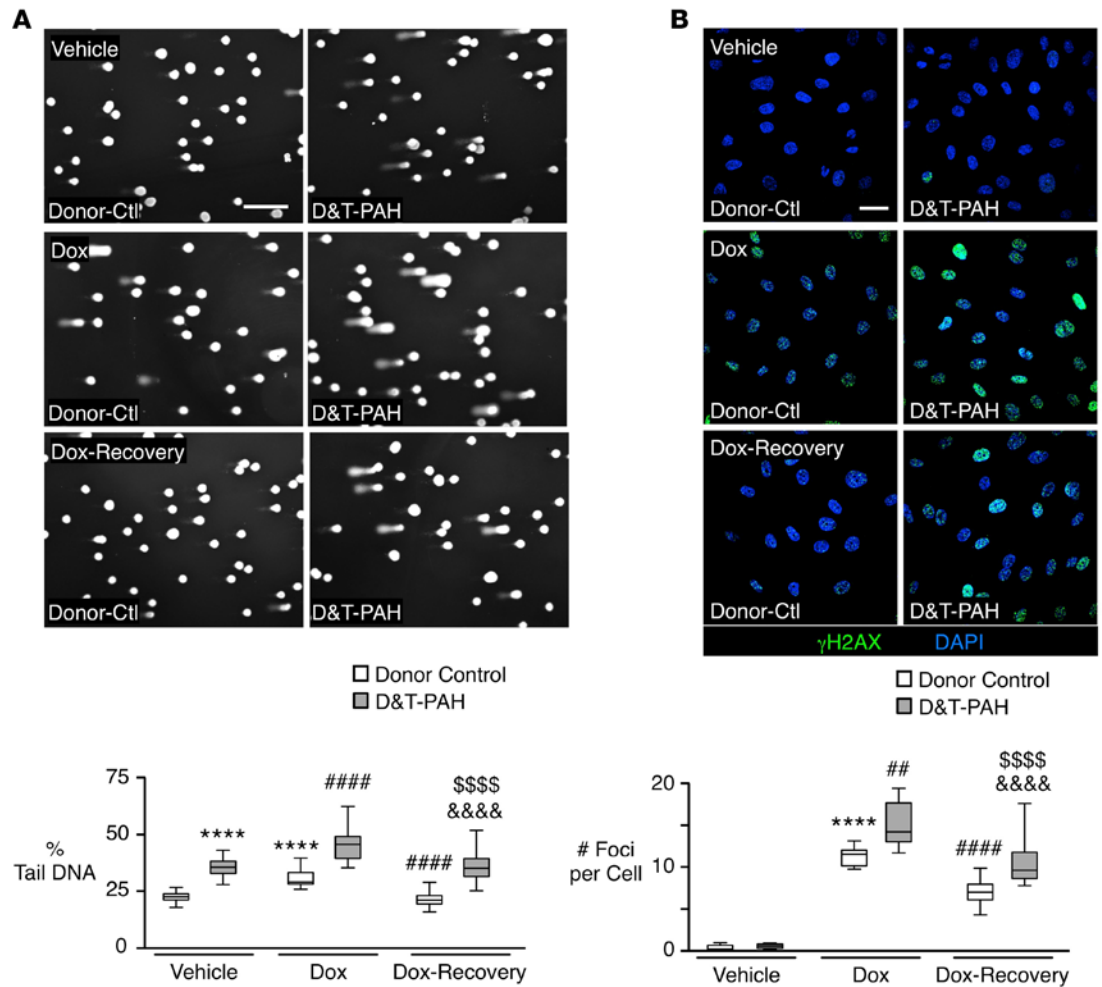 A
Vehicle
Donor-Ctl
D&T-PAH
Dox
Donor-Ctl
D&T-PAH
Dox-Recovery
Donor-Ctl
D&T-PAH
Donor Control
D&T-PAH
%
Tail DNA
75
50
25
0
****
****
####
####
$$$$
&&&&
Vehicle
Dox
Dox-Recovery
B
Vehicle
Donor-Ctl
D&T-PAH
Dox
Donor-Ctl
D&T-PAH
Dox-Recovery
Donor-Ctl
D&T-PAH
γH2AX DAPI
Donor Control
D&T-PAH
# Foci
per Cell
20
10
0
****
##
####
$$$$
&&&&
Vehicle
Dox
Dox-Recovery